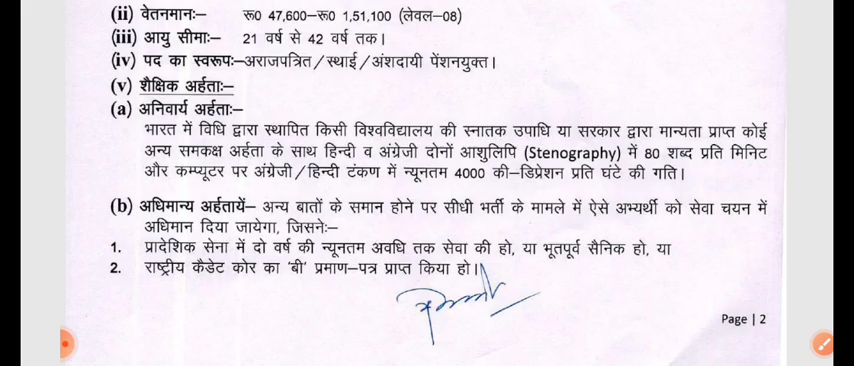 (ii) वेतनमानः– रू0 47,600–रू0 1,51,100 (लेवल–08)
(iii) आयु सीमाः– 21 वर्ष से 42 वर्ष तक।
(iv) पद का स्वरूपः–अराजपत्रित/स्थाई/अंशदायी पेंशनयुक्त।
(v) शैक्षिक अर्हताः–
(a) अनिवार्य अर्हताः–
भारत में विधि द्वारा स्थापित किसी विश्वविद्यालय की स्नातक उपाधि या सरकार द्वारा मान्यता प्राप्त कोई
अन्य समकक्ष अर्हता के साथ हिन्दी व अंग्रेजी दोनों आशुलिपि (Stenography) में 80 शब्द प्रति मिनिट
और कम्प्यूटर पर अंग्रेजी/हिन्दी टंकण में न्यूनतम 4000 की–डिप्रेशन प्रति घंटे की गति।
(b) अधिमान्य अर्हतायें– अन्य बातों के समान होने पर सीधी भर्ती के मामले में ऐसे अभ्यर्थी को सेवा चयन में
अधिमान दिया जायेगा, जिसनेः–
1. प्रादेशिक सेना में दो वर्ष की न्यूनतम अवधि तक सेवा की हो, या भूतपूर्व सैनिक हो, या
2. राष्ट्रीय कैडेट कोर का 'बी' प्रमाण–पत्र प्राप्त किया हो।
Page | 2